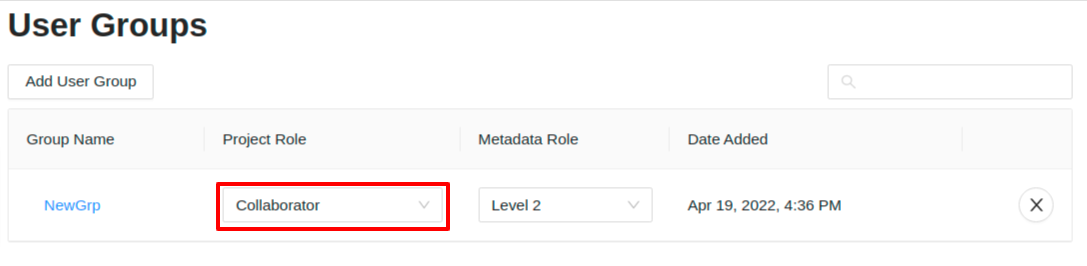 User Groups
Add User Group
Group Name Project Role Metadata Role Date Added
NewGrp Collaborator Level 2 Apr 19, 2022, 4:36 PM